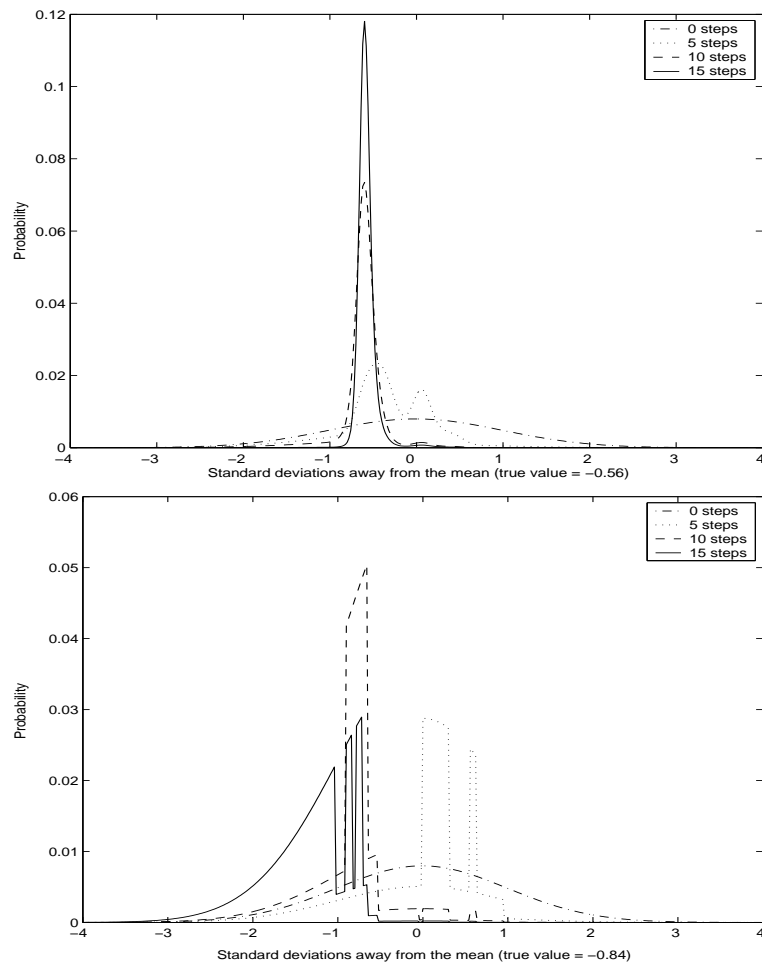 0.12
0.1
0.08
0.06
0.04
0.02
0
Probability
0 steps
5 steps
10 steps
15 steps
−4 −3 −2 −1 0 1 2 3 4
Standard deviations away from the mean (true value = −0.56)
0.06
0.05
0.04
0.03
0.02
0.01
0
Probability
0 steps
5 steps
10 steps
15 steps
−4 −3 −2 −1 0 1 2 3 4
Standard deviations away from the mean (true value = −0.84)